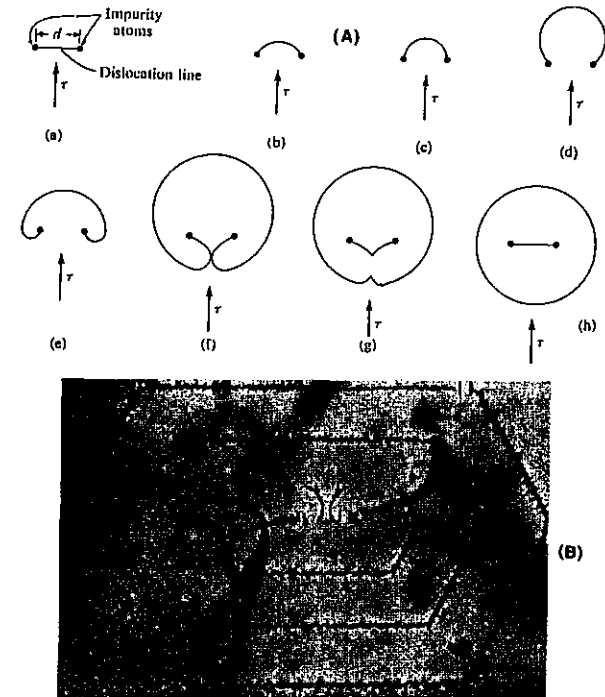 Impurity
atoms
d
(A)
Dislocation line
τ
τ
τ
τ
(a)
(b)
(c)
(d)
τ
τ
τ
τ
(e)
(f)
(g)
(h)
(B)